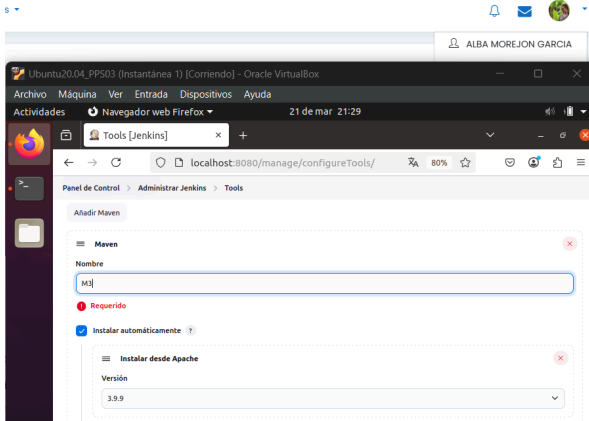 s
ALBA MOREJON GARCIA
Ubuntu20.04_PPS03 (Instantánea 1) [Corriendo] - Oracle VirtualBox
Archivo Máquina Ver Entrada Dispositivos Ayuda
Actividades Navegador web Firefox 21 de mar 21:29
Tools [Jenkins]
localhost:8080/manage/configureTools/ 80%
Panel de Control > Administrar Jenkins > Tools
Añadir Maven
Maven
Nombre
M3
Requerido
Instalar automáticamente ?
Instalar desde Apache
Versión
3.9.9